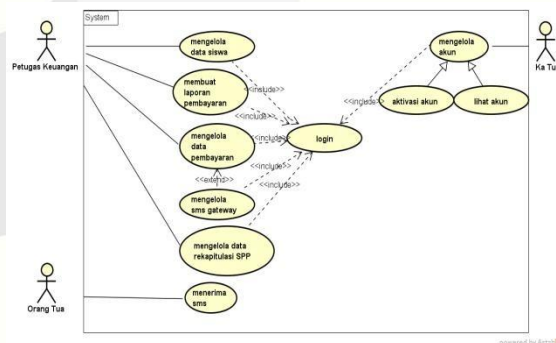 System
Petugas Keuangan
mengelola
data siswa
membuat
laporan
pembayaran
mengelola
data
pembayaran
<<extend>>
mengelola
sms gateway
mengelola data
rekapitulasi SPP
menerima
sms
Orang Tua
<<include>>
<<include>>
<<include>>
<<include>>
<<include>>
<<include>>
login
mengelola
akun
aktivasi akun
lihat akun
Ka Tu